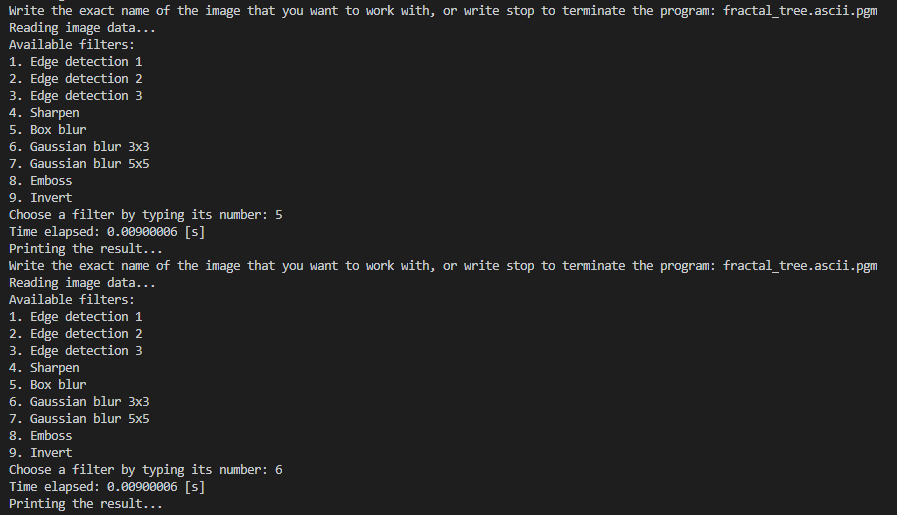 Write the exact name of the image that you want to work with, or write stop to terminate the program: fractal_tree.ascii.pgm
Reading image data...
Available filters:
1. Edge detection 1
2. Edge detection 2
3. Edge detection 3
4. Sharpen
5. Box blur
6. Gaussian blur 3x3
7. Gaussian blur 5x5
8. Emboss
9. Invert
Choose a filter by typing its number: 5
Time elapsed: 0.00900006 [s]
Printing the result...
Write the exact name of the image that you want to work with, or write stop to terminate the program: fractal_tree.ascii.pgm
Reading image data...
Available filters:
1. Edge detection 1
2. Edge detection 2
3. Edge detection 3
4. Sharpen
5. Box blur
6. Gaussian blur 3x3
7. Gaussian blur 5x5
8. Emboss
9. Invert
Choose a filter by typing its number: 6
Time elapsed: 0.00900006 [s]
Printing the result...